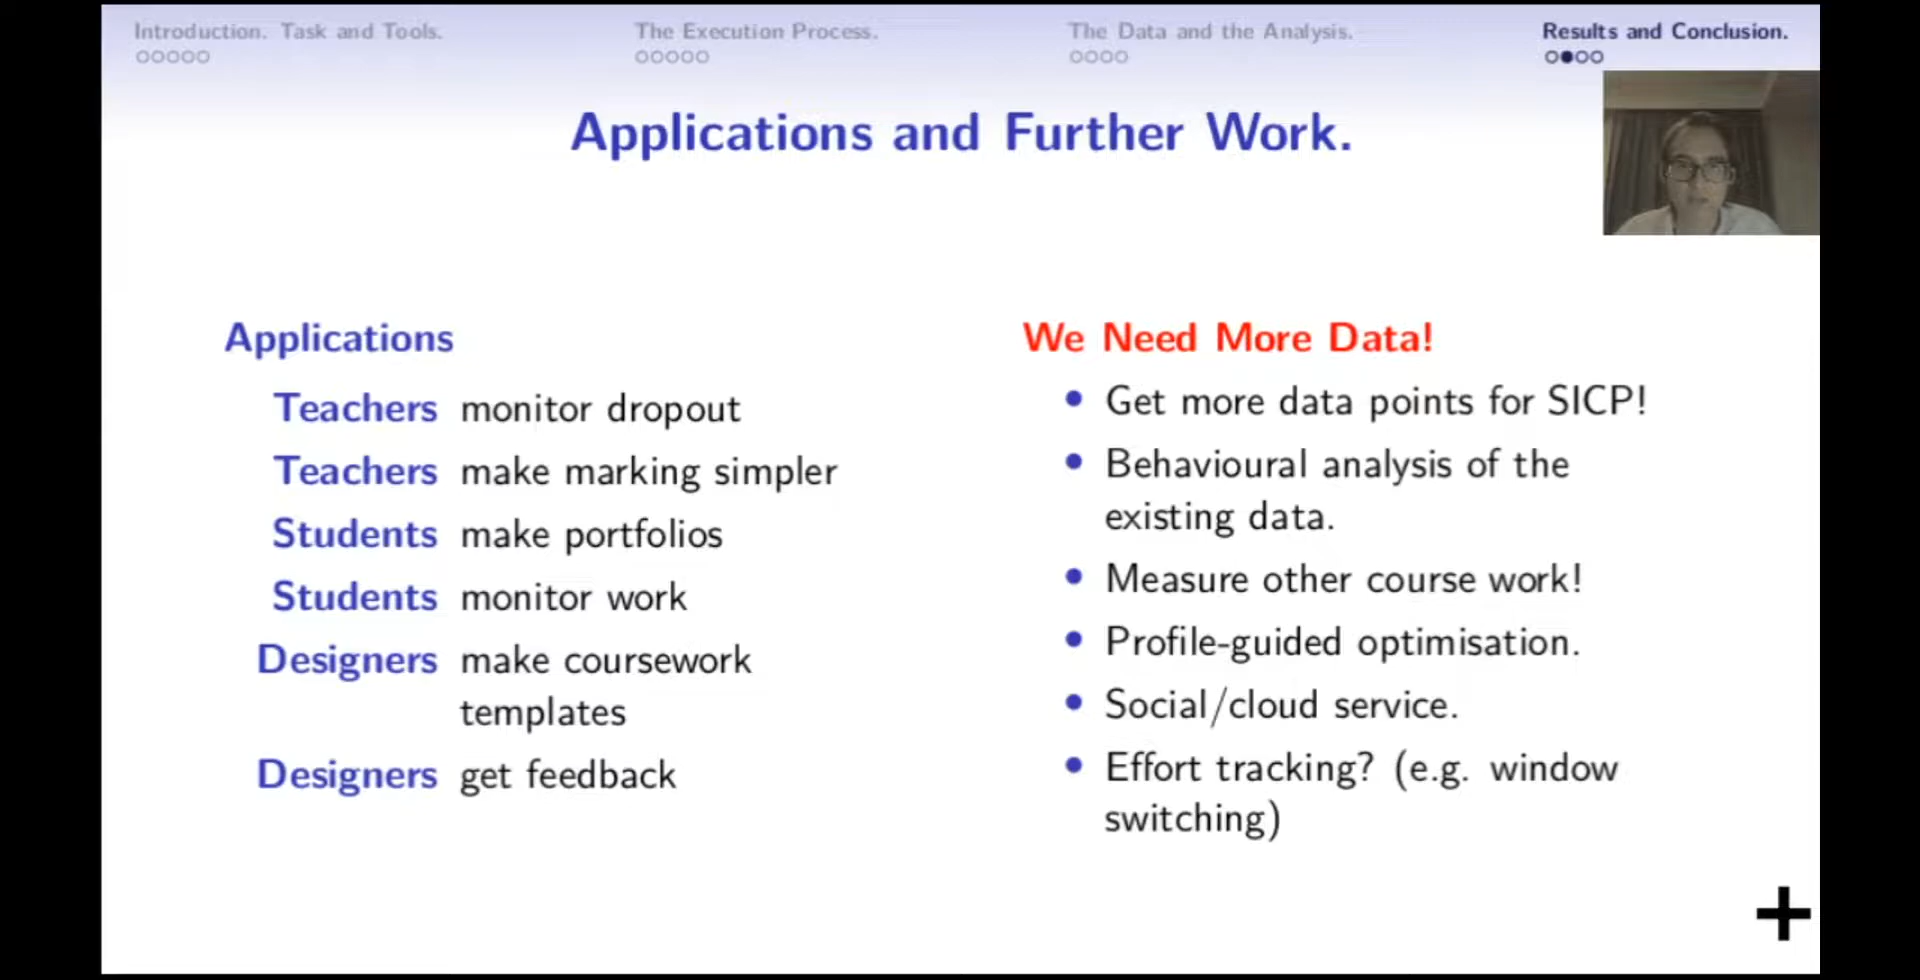 Introduction. Task and Tools.
The Execution Process.
The Data and the Analysis.
Results and Conclusion.
Applications and Further Work.
Applications
Teachers monitor dropout
Teachers make marking simpler
Students make portfolios
Students monitor work
Designers make coursework
templates
Designers get feedback
We Need More Data!
• Get more data points for SICP!
• Behavioural analysis of the
existing data.
• Measure other course work!
• Profile-guided optimisation.
• Social/cloud service.
• Effort tracking? (e.g. window
switching)